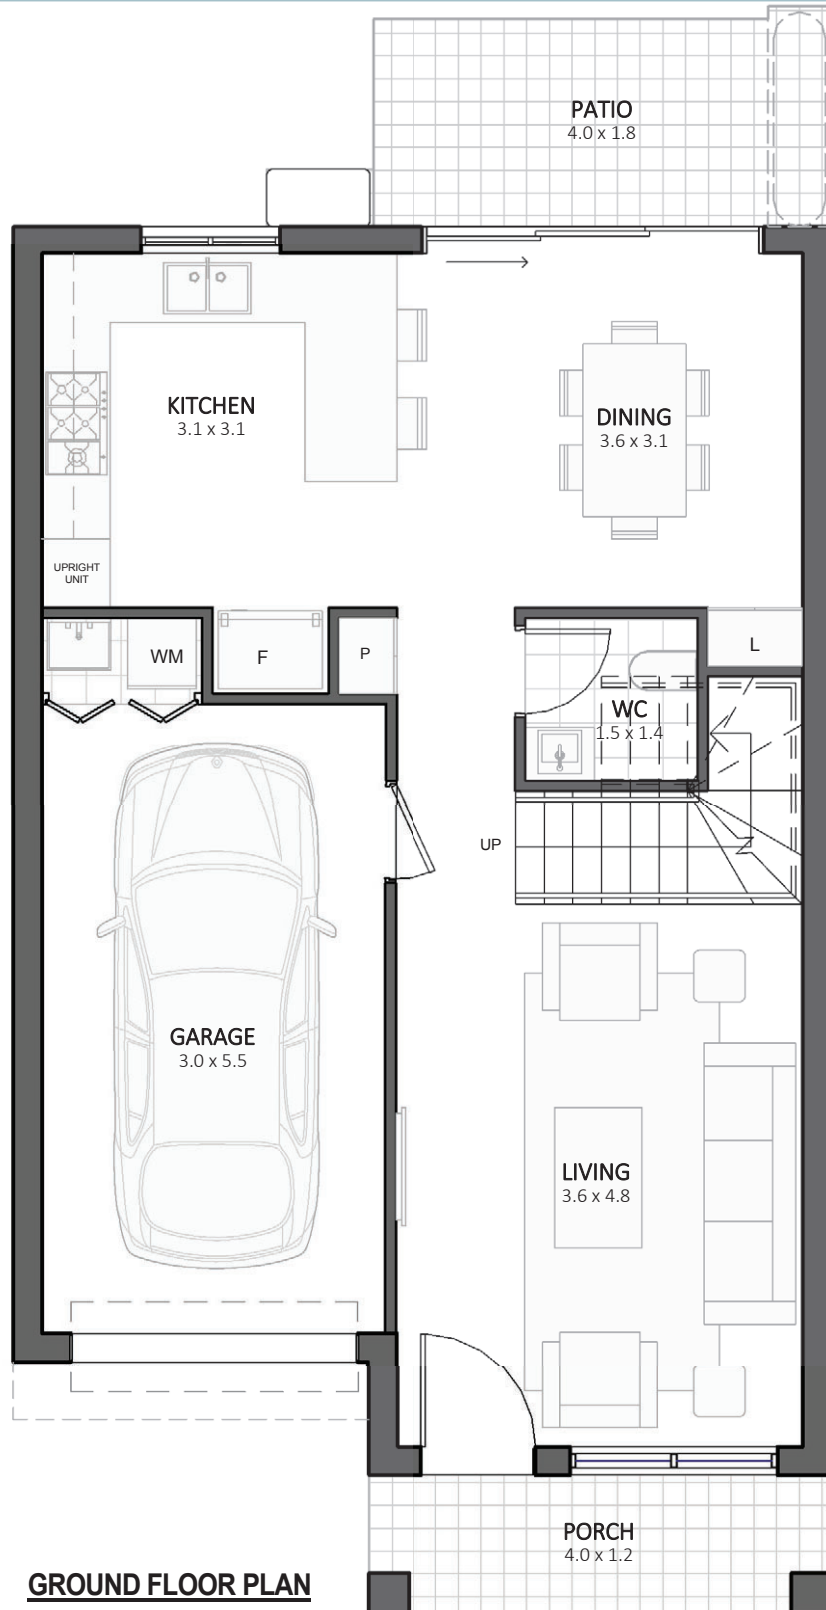 PATIO
4.0 x 1.8
KITCHEN
3.1 x 3.1
DINING
3.6 x 3.1
UPRIGHT
UNIT
WM
F
P
L
WC
1.5 x 1.4
UP
GARAGE
3.0 x 5.5
LIVING
3.6 x 4.8
PORCH
4.0 x 1.2
GROUND FLOOR PLAN